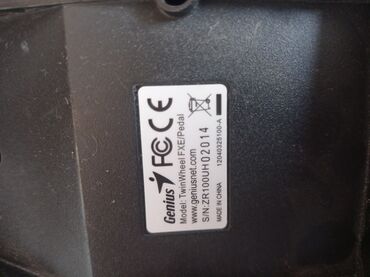 Genius FC CE
Model: TwinWheel FXE/Pedal
www.geniusnet.com
S/N:ZR100UH02014
12040325100-A
MADE IN CHINA